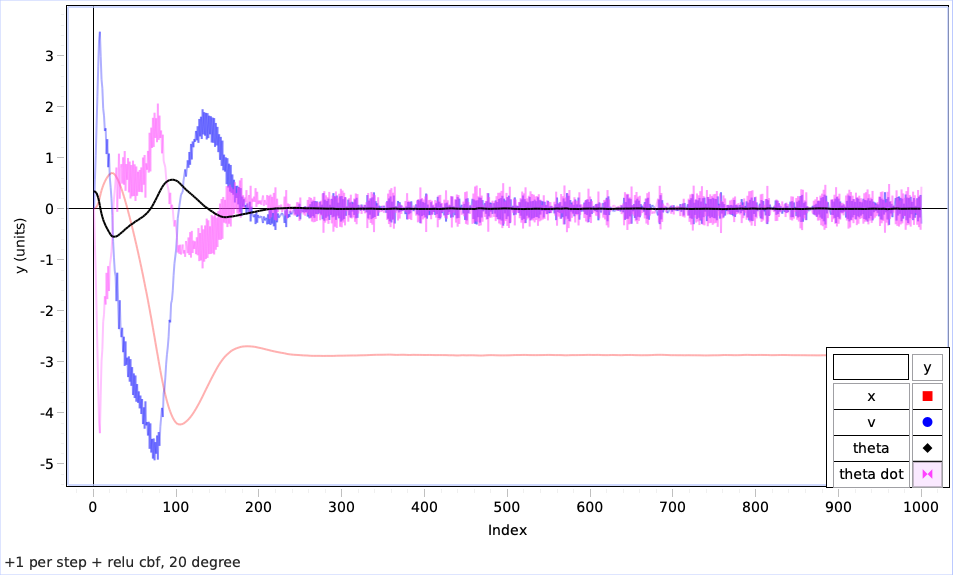 3
2
1
0
-1
-2
-3
-4
-5
y (units)
0
100
200
300
400
500
600
700
800
900
1000
Index
y
x
v
theta
theta dot
+1 per step + relu cbf, 20 degree